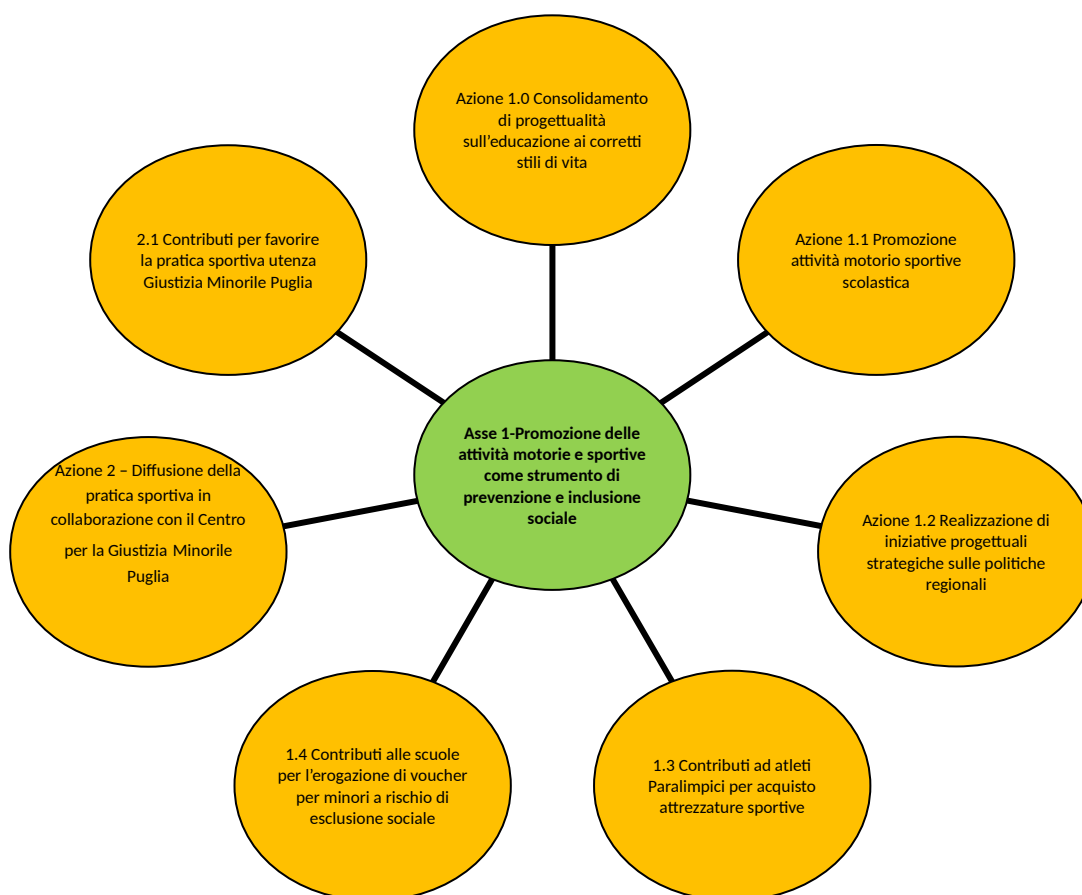 Azione 1.0 Consolidamento
di progettualità
sull'educazione ai corretti
stili di vita
2.1 Contributi per favorire
la pratica sportiva utenza
Giustizia Minorile Puglia
Azione 1.1 Promozione
attività motorio sportive
scolastica
Asse 1-Promozione delle
attività motorie e sportive
come strumento di
prevenzione e inclusione
sociale
Azione 2 – Diffusione della
pratica sportiva in
collaborazione con il Centro
per la Giustizia Minorile
Puglia
Azione 1.2 Realizzazione di
iniziative progettuali
strategiche sulle politiche
regionali
1.4 Contributi alle scuole
per l'erogazione di voucher
per minori a rischio di
esclusione sociale
1.3 Contributi ad atleti
Paralimpici per acquisto
attrezzature sportive